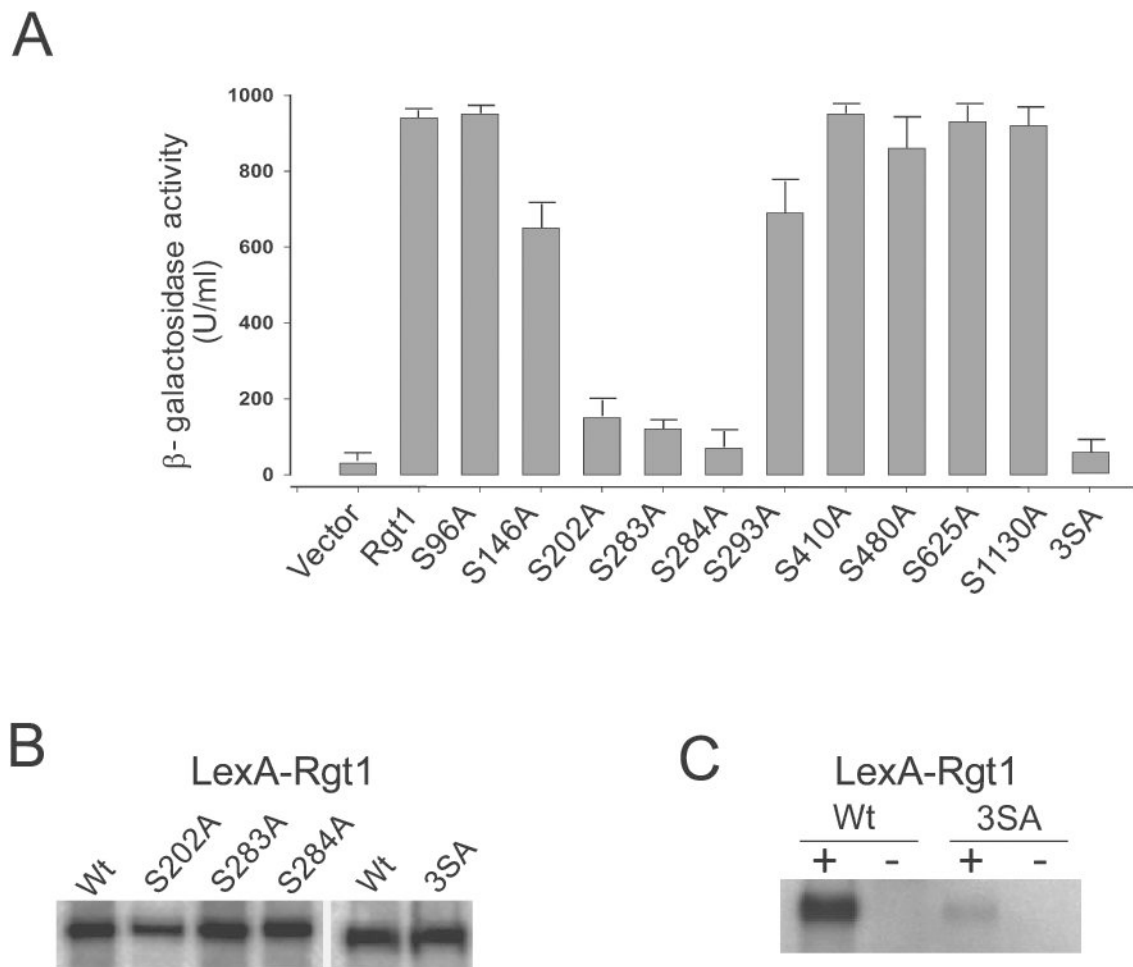 A
β- galactosidase activity
(U/ml)
1000
800
600
400
200
0
Vector
Rgt1
S96A
S146A
S202A
S283A
S284A
S293A
S410A
S480A
S625A
S1130A
3SA
B
LexA-Rgt1
Wt
S202A
S283A
S284A
Wt
3SA
C
LexA-Rgt1
Wt 3SA
+ - + -